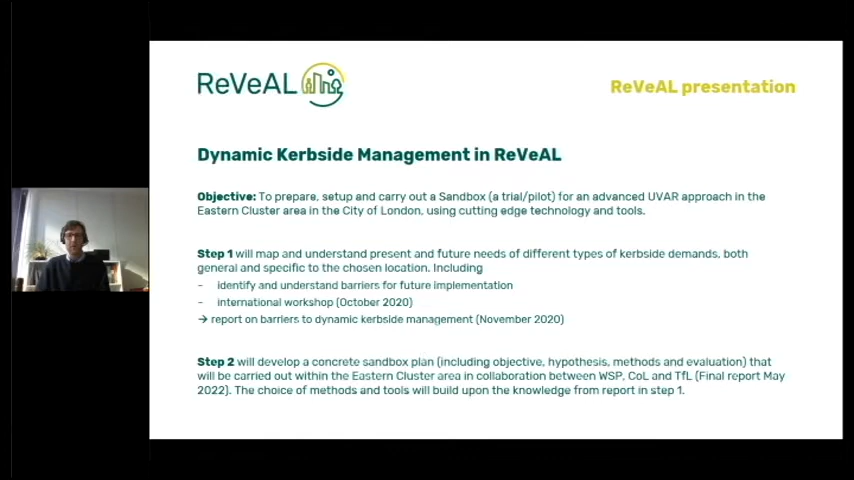 ReVeAL
ReVeAL presentation
Dynamic Kerbside Management in ReVeAL
Objective: To prepare, setup and carry out a Sandbox (a trial/pilot) for an advanced UVAR approach in the
Eastern Cluster area in the City of London, using cutting edge technology and tools.
Step 1 will map and understand present and future needs of different types of kerbside demands, both
general and specific to the chosen location. Including
- identify and understand barriers for future implementation
- international workshop (October 2020)
→ report on barriers to dynamic kerbside management (November 2020)
Step 2 will develop a concrete sandbox plan (including objective, hypothesis, methods and evaluation) that
will be carried out within the Eastern Cluster area in collaboration between WSP, CoL and TfL (Final report May
2022). The choice of methods and tools will build upon the knowledge from report in step 1.